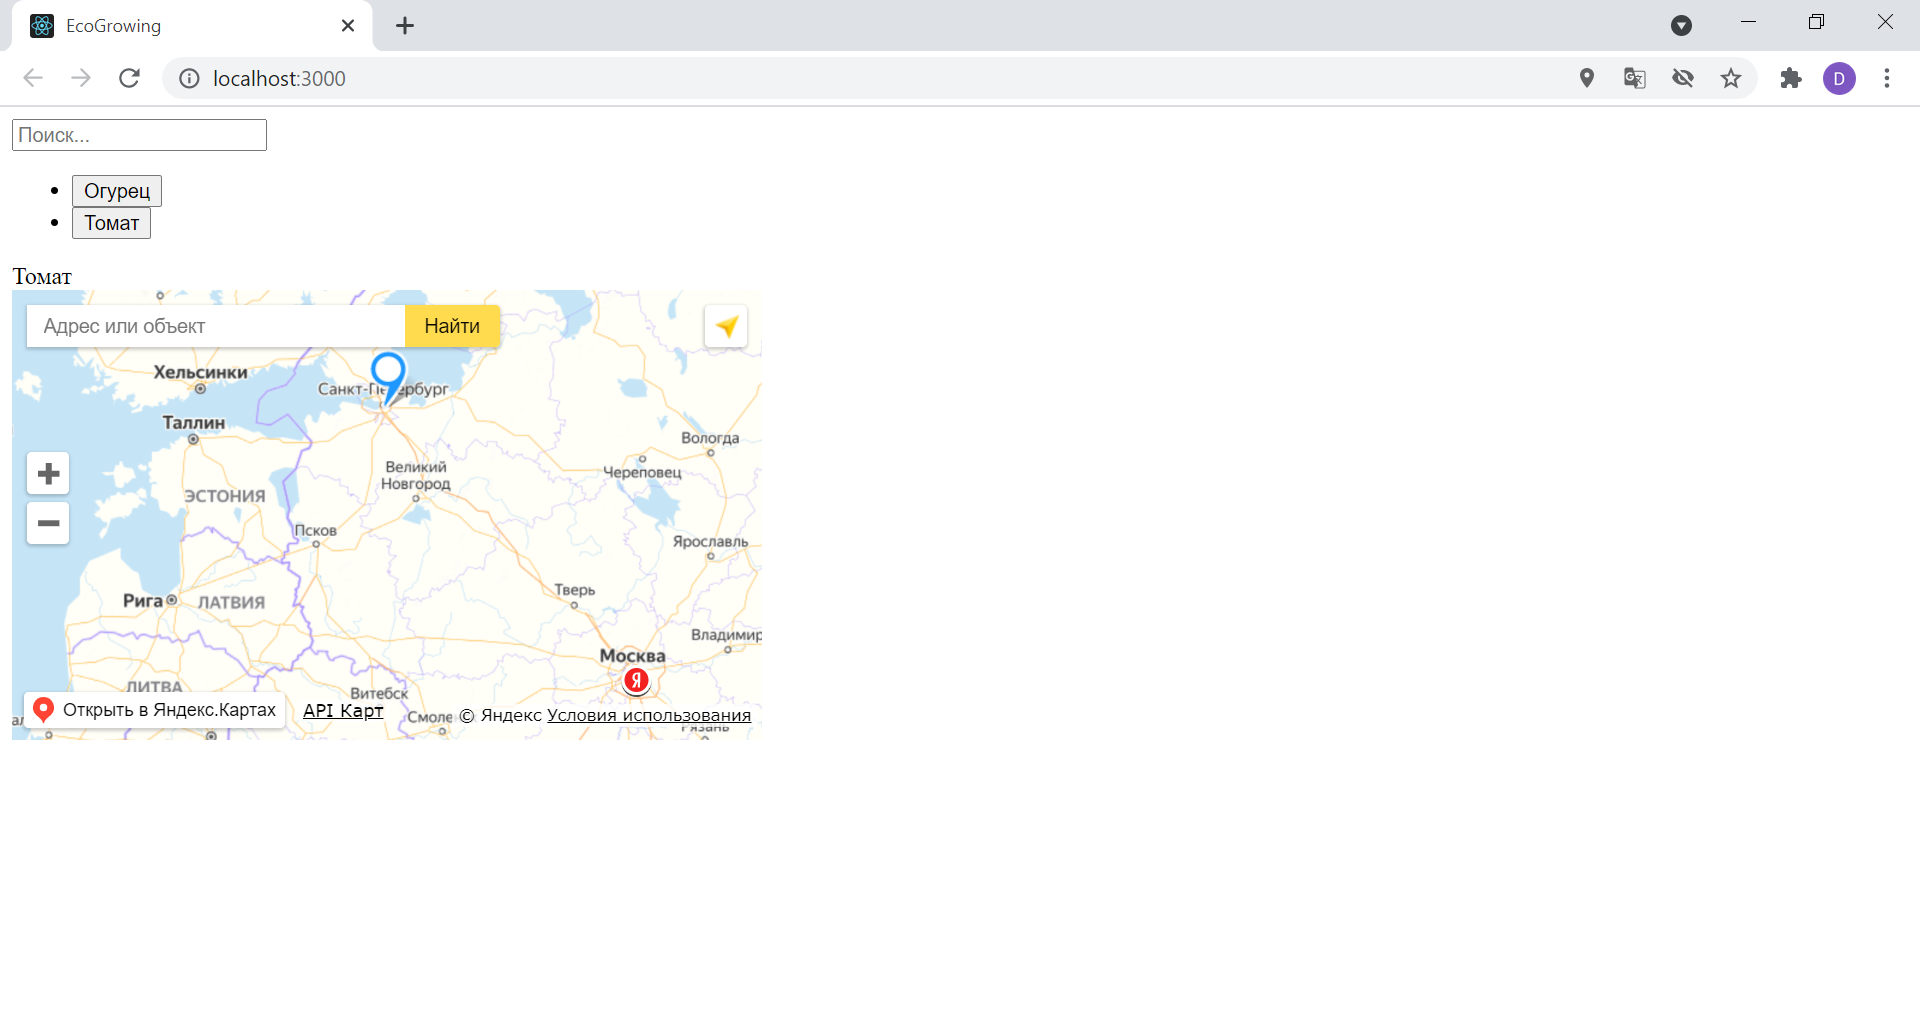 EcoGrowing
localhost:3000
D
Поиск...
Огурец
Томат
Томат
Адрес или объект
Найти
Хельсинки
Санкт-Петербург
Таллин
Вологда
Великий
Новгород
Череповец
ЭСТОНИЯ
Псков
Ярославль
Тверь
Рига
ЛАТВИЯ
Владимир
Москва
Я
ЛИТВА
Витебск
Открыть в Яндекс.Картах
API Карт
Смоле
© Яндекс Условия использования